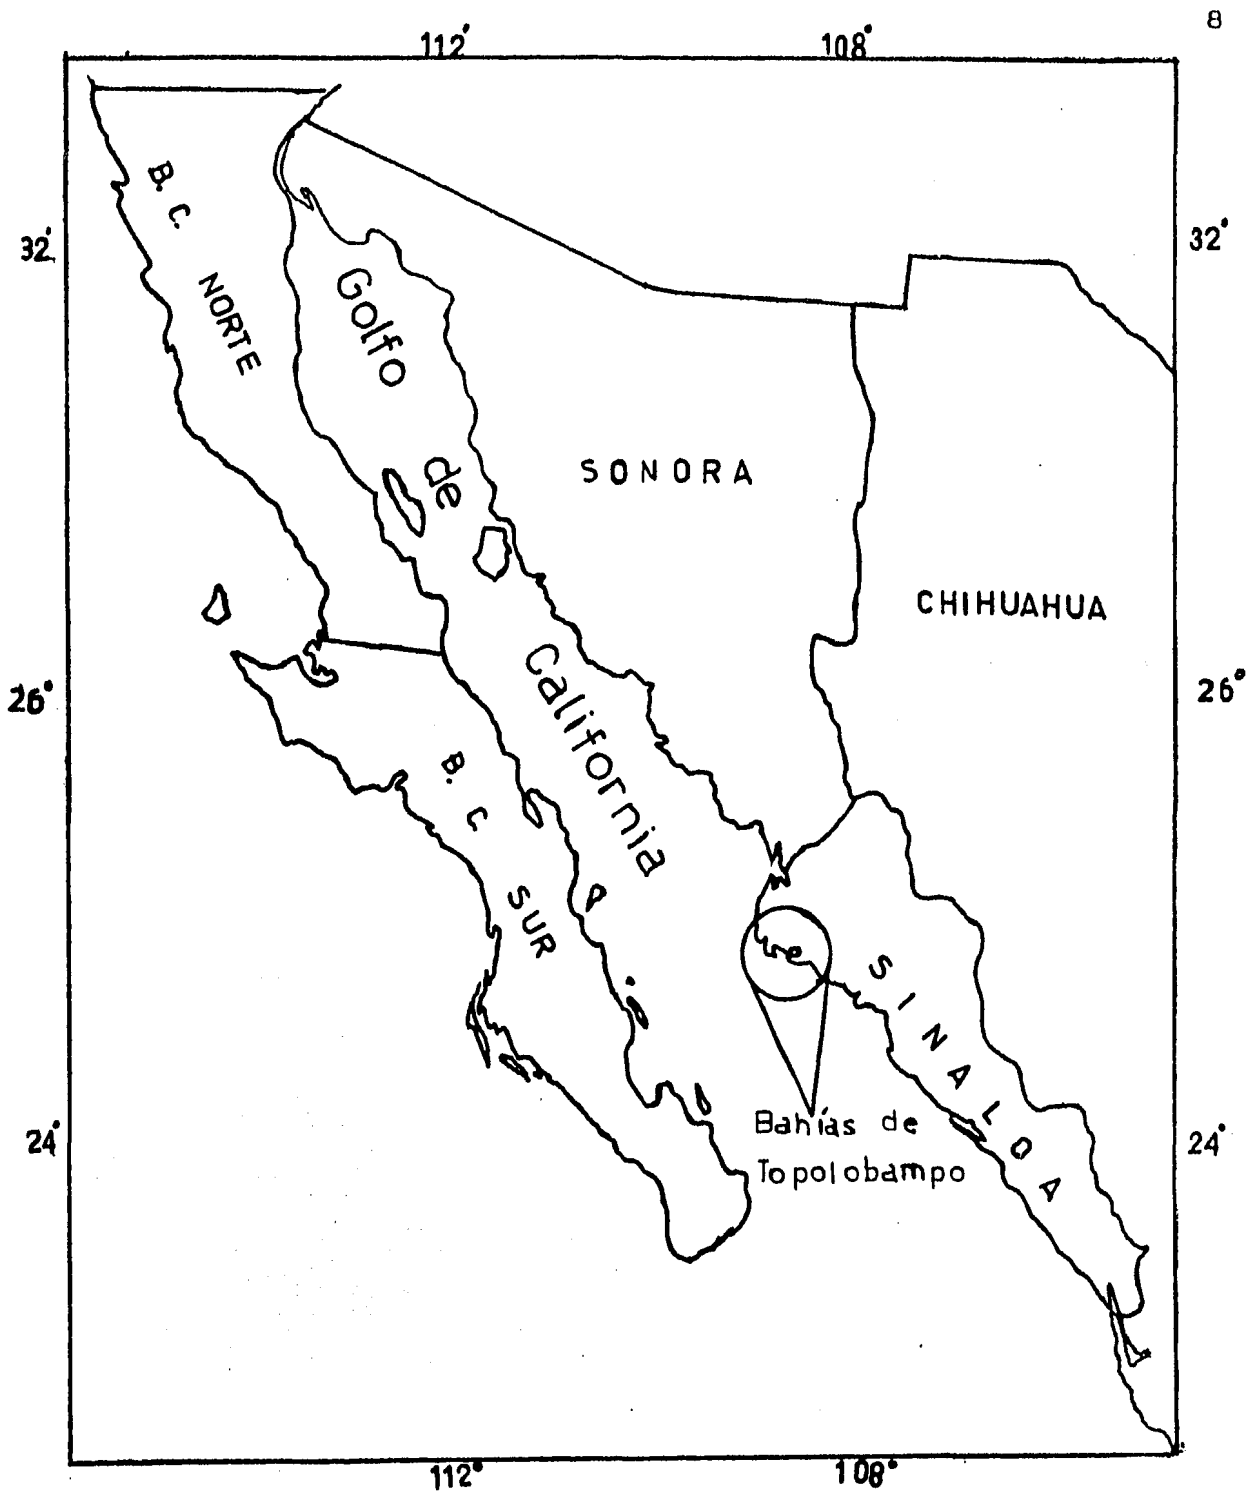 8
112°
108°
32°
32°
B. C. NORTE
Golfo de California
SONORA
CHIHUAHUA
26°
26°
B. C. SUR
SINALOA
Bahías de
Topolobampo
24°
24°
112°
108°